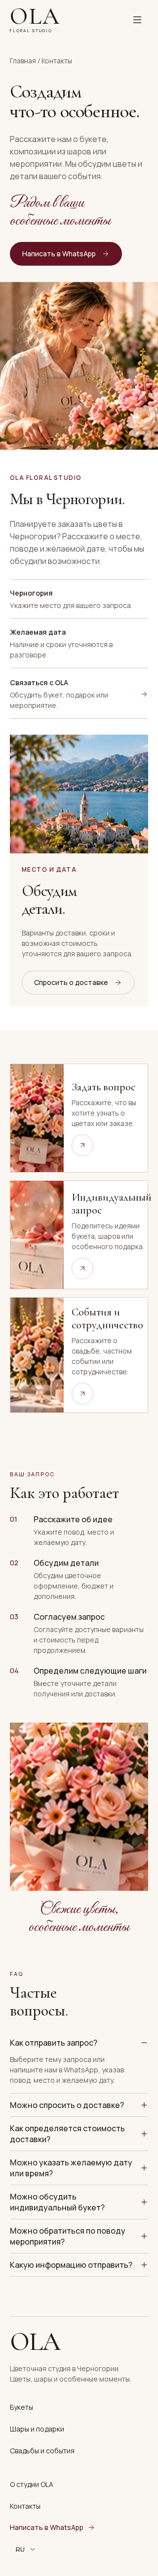 OLA
FLORAL STUDIO
Главная / Контакты
Создадим
что-то особенное.
Расскажите нам о букете,
композиции из шаров или
мероприятии. Мы обсудим цветы и
детали вашего события.
Рядом в ваши
особенные моменты
Написать в WhatsApp →
OLA
OLA FLORAL STUDIO
Мы в Черногории.
Планируете заказать цветы в
Черногории? Расскажите о месте,
поводе и желаемой дате, чтобы мы
обсудили возможности.
Черногория
Укажите место для вашего запроса.
Желаемая дата
Наличие и сроки уточняются в
разговоре.
Связаться с OLA
Обсудить букет, подарок или
мероприятие.
МЕСТО И ДАТА
Обсудим
детали.
Варианты доставки, сроки и
возможная стоимость
уточняются для вашего запроса.
Спросить о доставке →
OLA
Задать вопрос
Расскажите, что вы
хотите узнать о
цветах или заказе.
OLA
Индивидуальный
запрос
Поделитесь идеями
букета, шаров или
особенного подарка.
OLA
События и
сотрудничество
Расскажите о
свадьбе, частном
событии или
сотрудничестве.
ВАШ ЗАПРОС
Как это работает
01 Расскажите об идее
Укажите повод, место и
желаемую дату.
02 Обсудим детали
Обсудим цветочное
оформление, бюджет и
дополнения.
03 Согласуем запрос
Согласуйте доступные варианты
и стоимость перед
продолжением.
04 Определим следующие шаги
Вместе уточните детали
получения или доставки.
OLA
Свежие цветы,
особенные моменты
FAQ
Частые
вопросы.
Как отправить запрос?
Выберите тему запроса или
напишите нам в WhatsApp, указав
повод, место и желаемую дату.
Можно спросить о доставке?
Как определяется стоимость
доставки?
Можно указать желаемую дату
или время?
Можно обсудить
индивидуальный букет?
Можно обратиться по поводу
мероприятия?
Какую информацию отправить?
OLA
Цветочная студия в Черногории.
Цветы, шары и особенные моменты.
Букеты
Шары и подарки
Свадьбы и события
О студии OLA
Контакты
Написать в WhatsApp →
RU